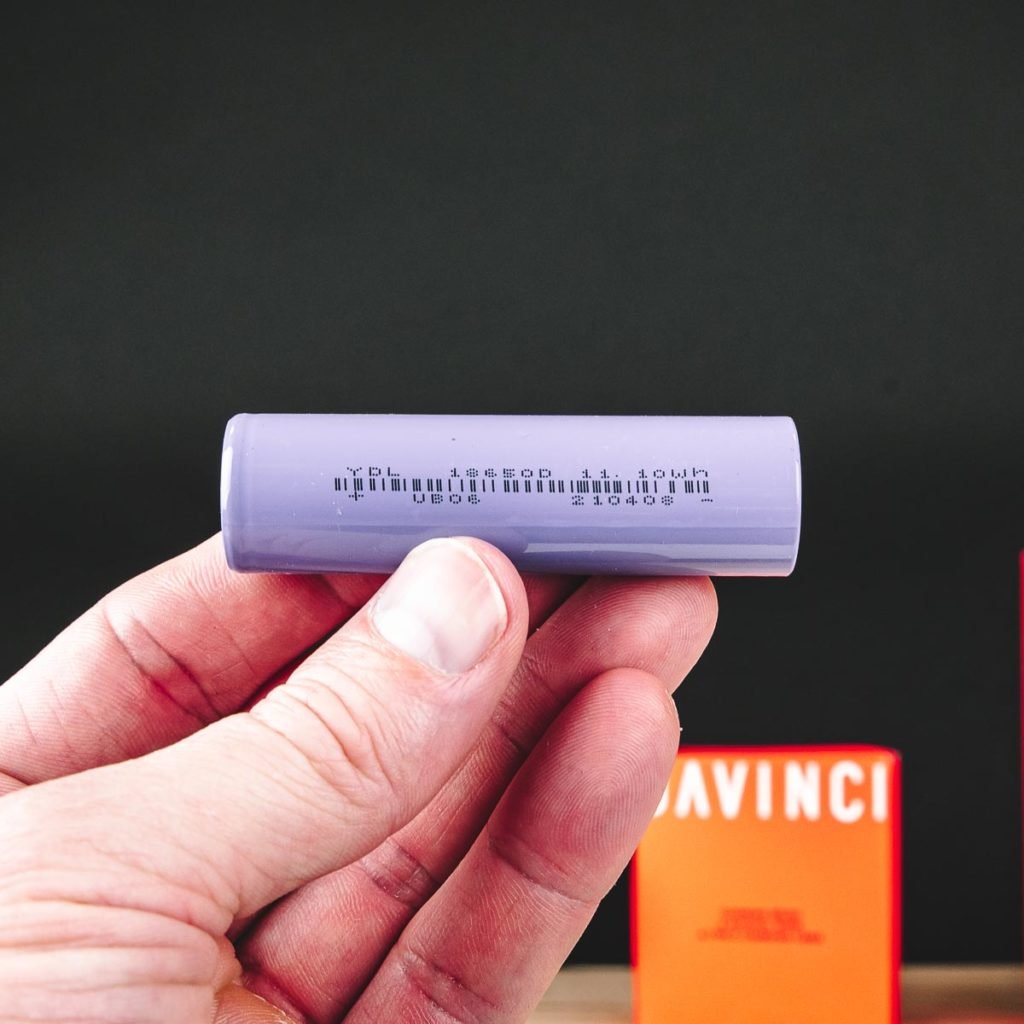 YDL 18650D 11.10Wh
+ UB06 210408 -
DAVINCI